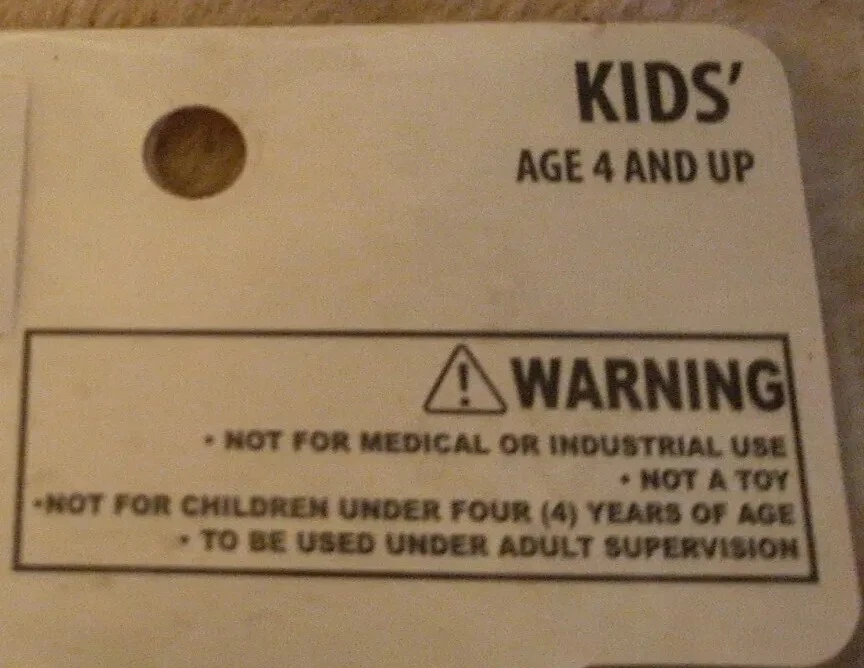 KIDS’
AGE 4 AND UP
WARNING
• NOT FOR MEDICAL OR INDUSTRIAL USE
• NOT A TOY
•NOT FOR CHILDREN UNDER FOUR (4) YEARS OF AGE
• TO BE USED UNDER ADULT SUPERVISION